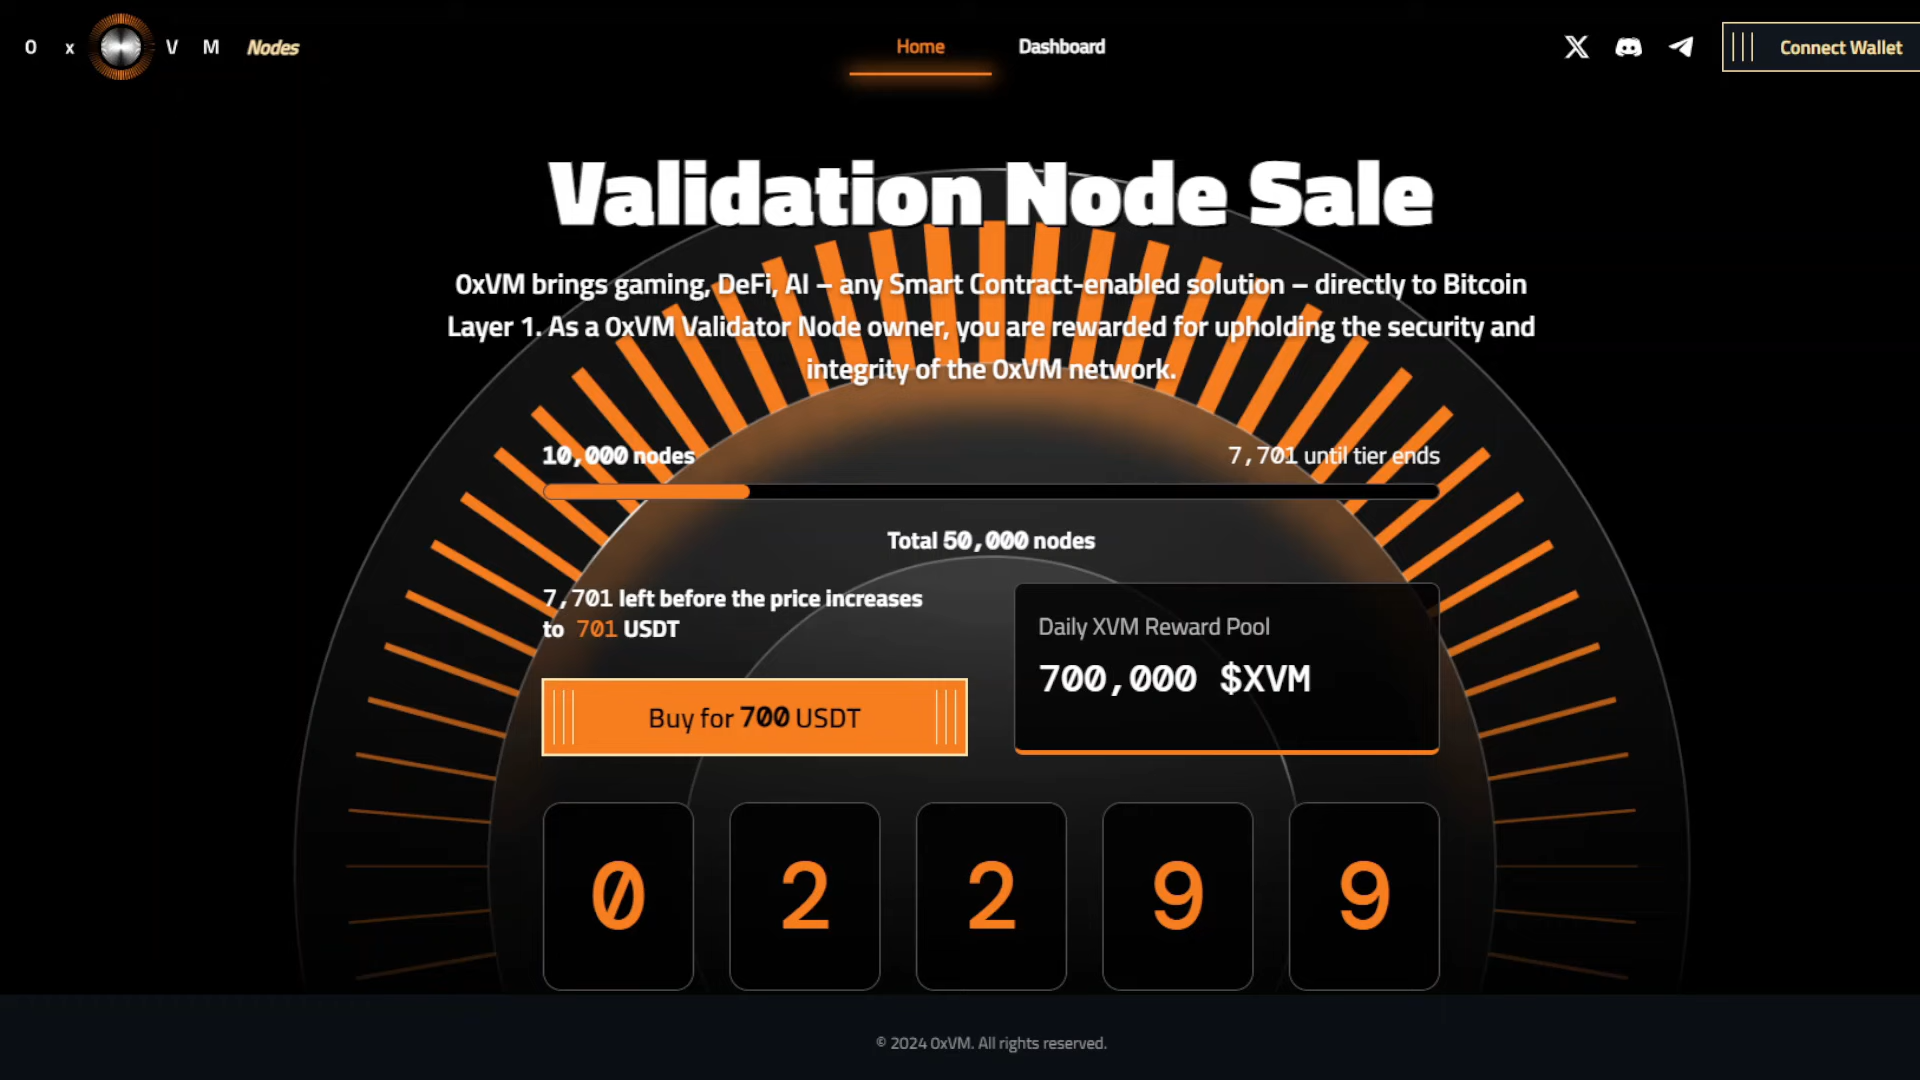 0 x V M Nodes
Home
Dashboard
Connect Wallet
Validation Node Sale
0xVM brings gaming, DeFi, AI – any Smart Contract-enabled solution – directly to Bitcoin
Layer 1. As a 0xVM Validator Node owner, you are rewarded for upholding the security and
integrity of the 0xVM network.
10,000 nodes
7,701 until tier ends
Total 50,000 nodes
7,701 left before the price increases
to 701 USDT
Buy for 700 USDT
Daily XVM Reward Pool
700,000 $XVM
0 2 2 9 9
© 2024 0xVM. All rights reserved.